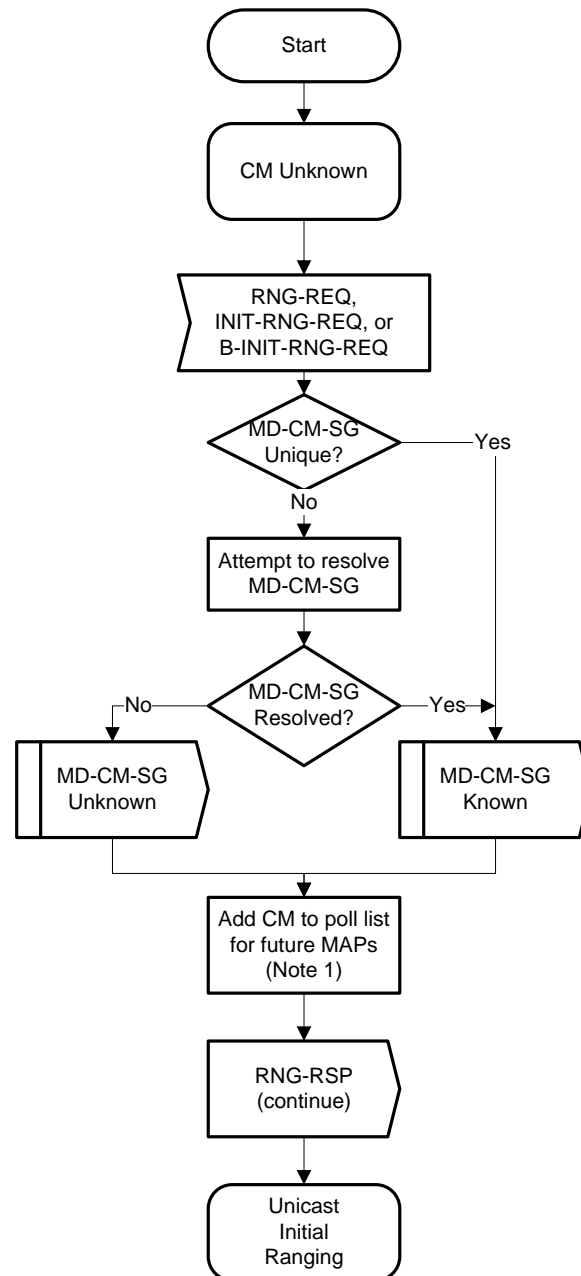 Start
CM Unknown
RNG-REQ,
INIT-RNG-REQ, or
B-INIT-RNG-REQ
MD-CM-SG
Unique?
Yes
No
Attempt to resolve
MD-CM-SG
MD-CM-SG
Resolved?
No
Yes
MD-CM-SG
Unknown
MD-CM-SG
Known
Add CM to poll list
for future MAPs
(Note 1)
RNG-RSP
(continue)
Unicast
Initial
Ranging